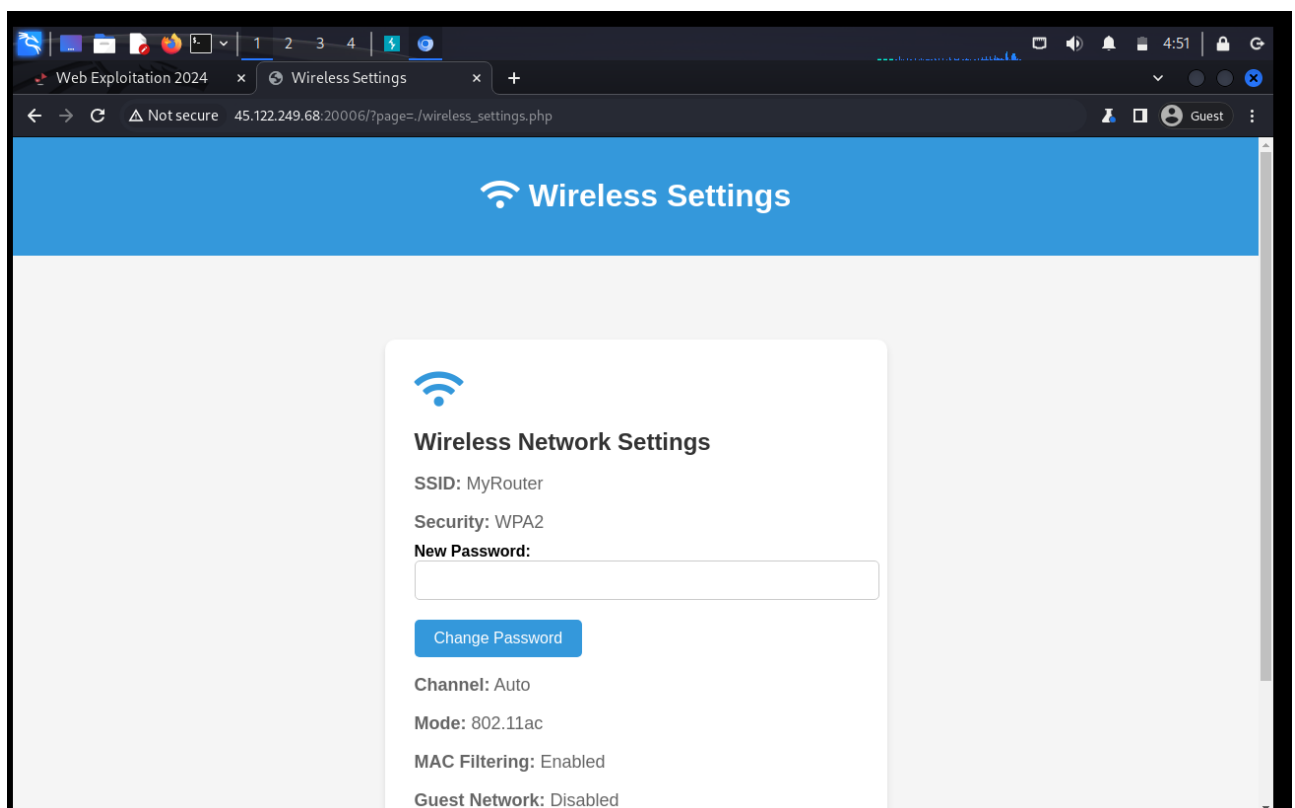 1 2 3 4 4:51
Web Exploitation 2024 Wireless Settings
Not secure 45.122.249.68:20006/?page=./wireless_settings.php Guest
Wireless Settings
Wireless Network Settings
SSID: MyRouter
Security: WPA2
New Password:
Change Password
Channel: Auto
Mode: 802.11ac
MAC Filtering: Enabled
Guest Network: Disabled